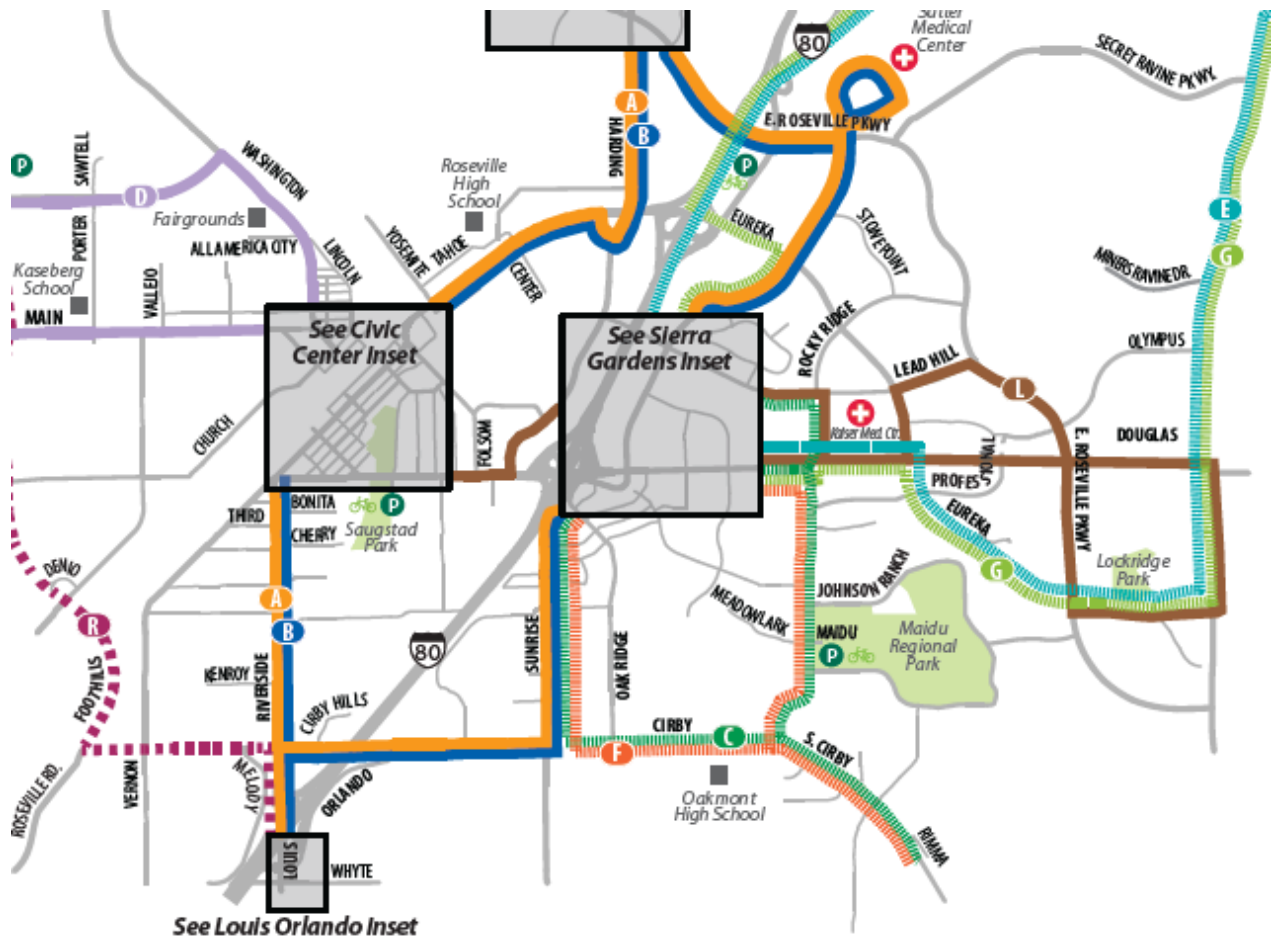 Sutter
Medical
Center
80
SECRET RAVINE PKWY.
A
B
HARDING
E. ROSEVILLE PKWY
P
SAWTELL
WASHINGTON
P
D
Roseville
High
School
Fairgrounds
PORTER
ALL AMERICA CITY
LINCOLN
YOSEMITE
TAHOE
CENTER
EUREKA
STONEPOINT
E
G
MINERS RAVINE DR.
Kaseberg
School
VALLEJO
MAIN
See Civic
Center Inset
See Sierra
Gardens Inset
ROCKY RIDGE
LEAD HILL
OLYMPUS
L
CHURCH
FOLSOM
Kaiser Med. Ctr.
E. ROSEVILLE PKWY
DOUGLAS
PROFESSIONAL
THIRD
BONITA
P
CHERRY
Saugstad
Park
EUREKA
DENIO
G
Lockridge
Park
JOHNSON RANCH
MEADOWLARK
A
B
R
80
SUNRISE
OAK RIDGE
MAIDU
P
Maidu
Regional
Park
FOOTHILLS
KENROY
RIVERSIDE
CIRBY HILLS
CIRBY
C
F
S. CIRBY
ROSEVILLE RD.
VERNON
MELODY
ORLANDO
Oakmont
High School
RIMMA
LOUIS
WHYTE
See Louis Orlando Inset